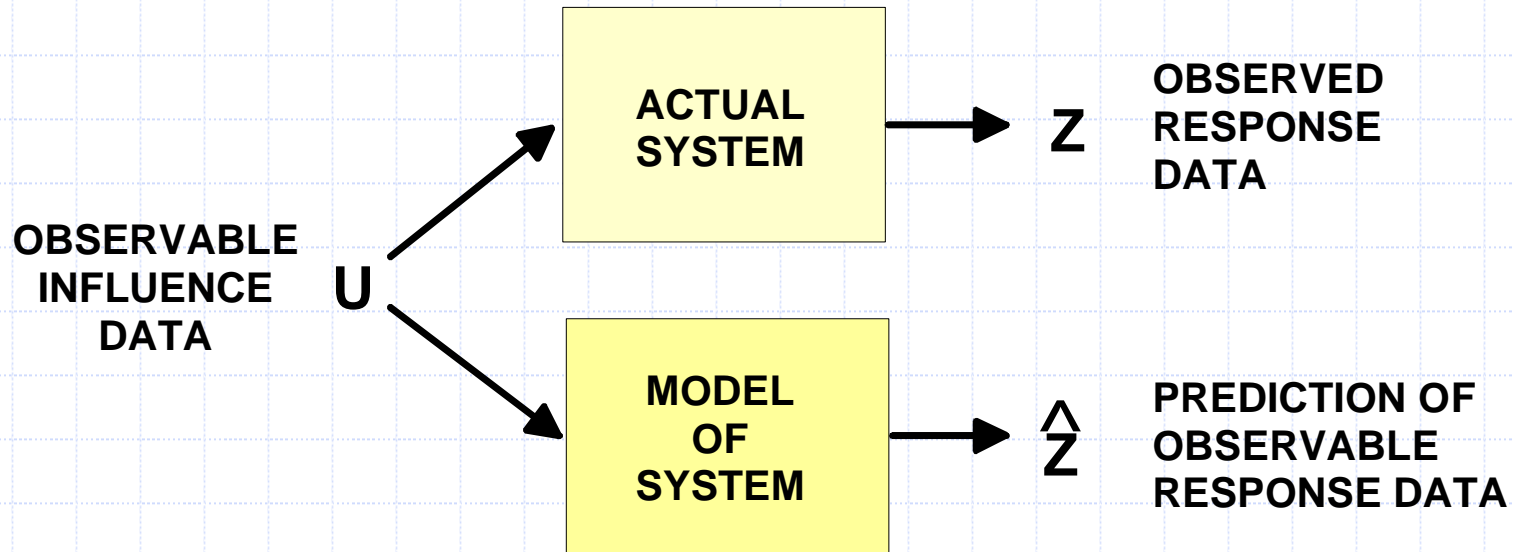 OBSERVABLE
INFLUENCE
DATA
U
ACTUAL
SYSTEM
Z
OBSERVED
RESPONSE
DATA
MODEL
OF
SYSTEM
Ẑ
PREDICTION OF
OBSERVABLE
RESPONSE DATA